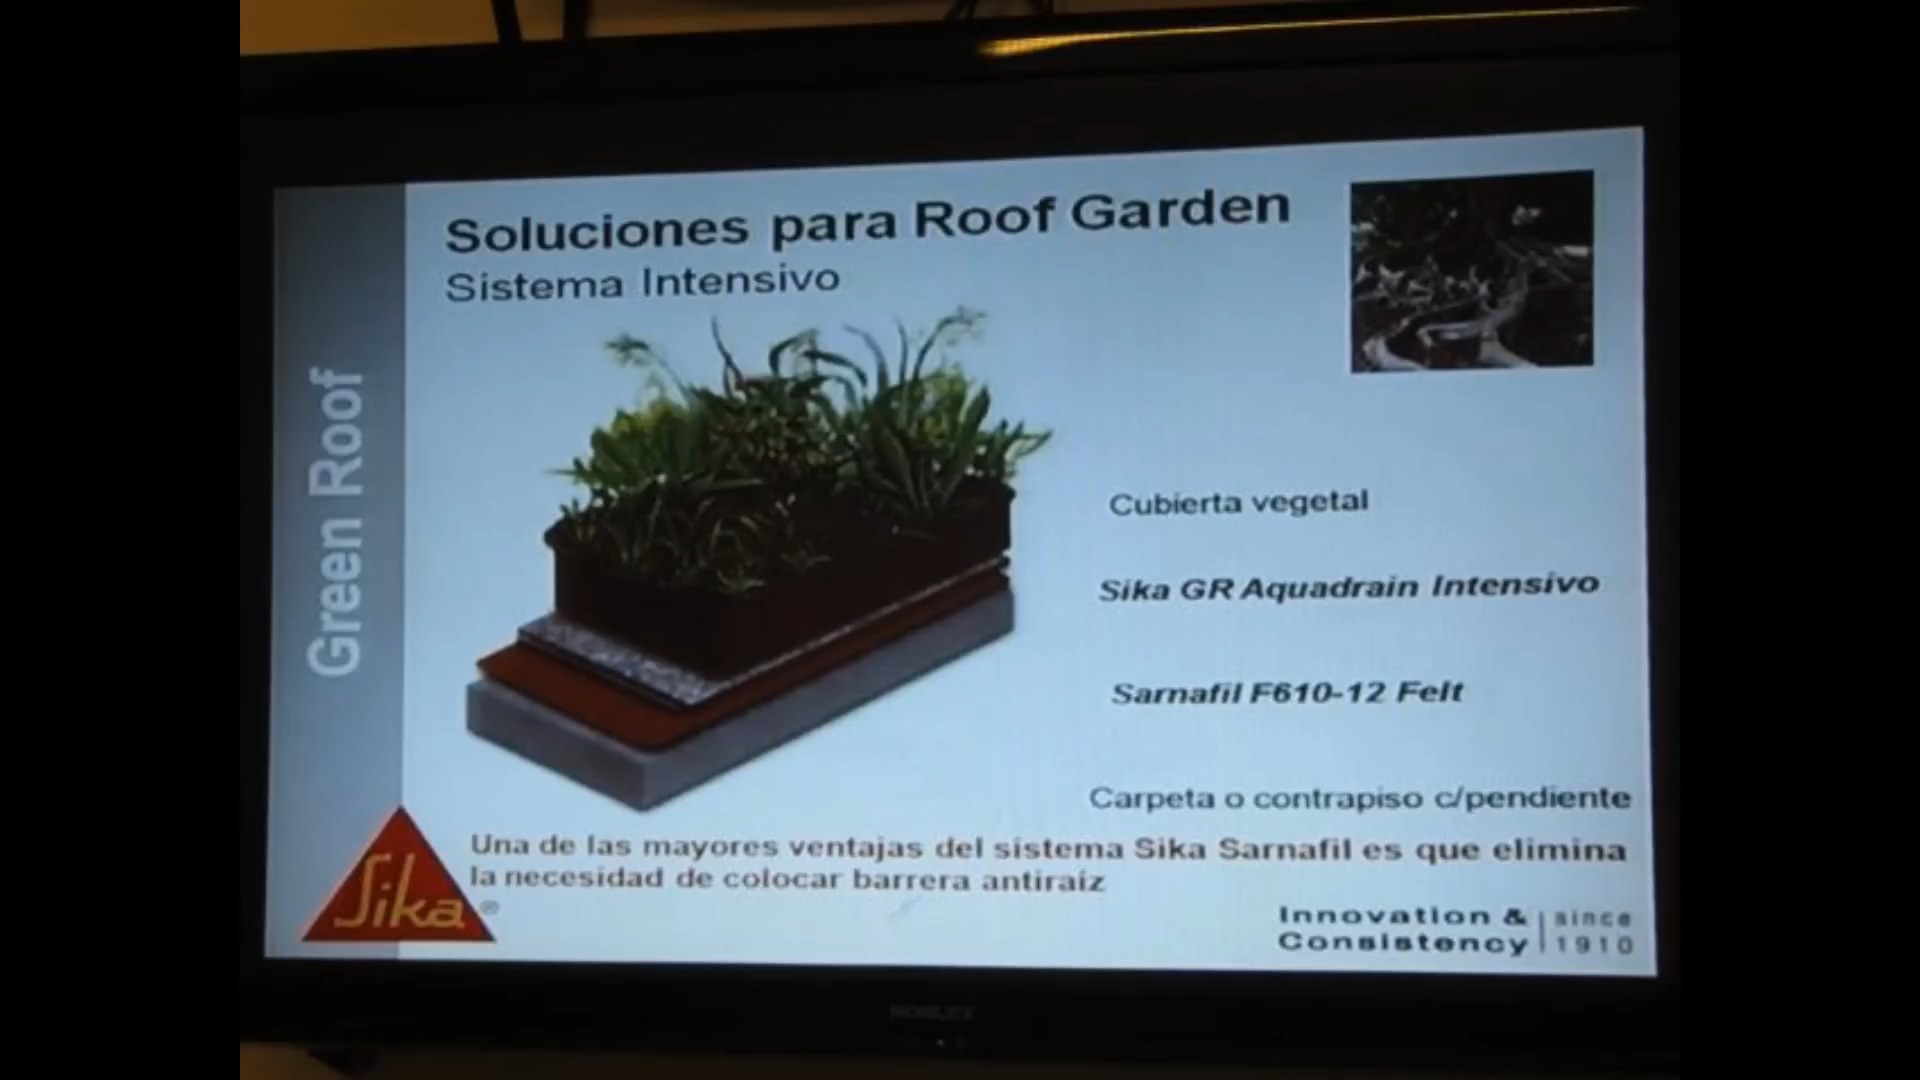 Soluciones para Roof Garden
Sistema Intensivo
Green Roof
Cubierta vegetal
Sika GR Aquadrain Intensivo
Sarnafil F610-12 Felt
Carpeta o contrapiso c/pendiente
Una de las mayores ventajas del sistema Sika Sarnafil es que elimina
la necesidad de colocar barrera antiraíz
Sika ®
Innovation & since
Consistency 1910